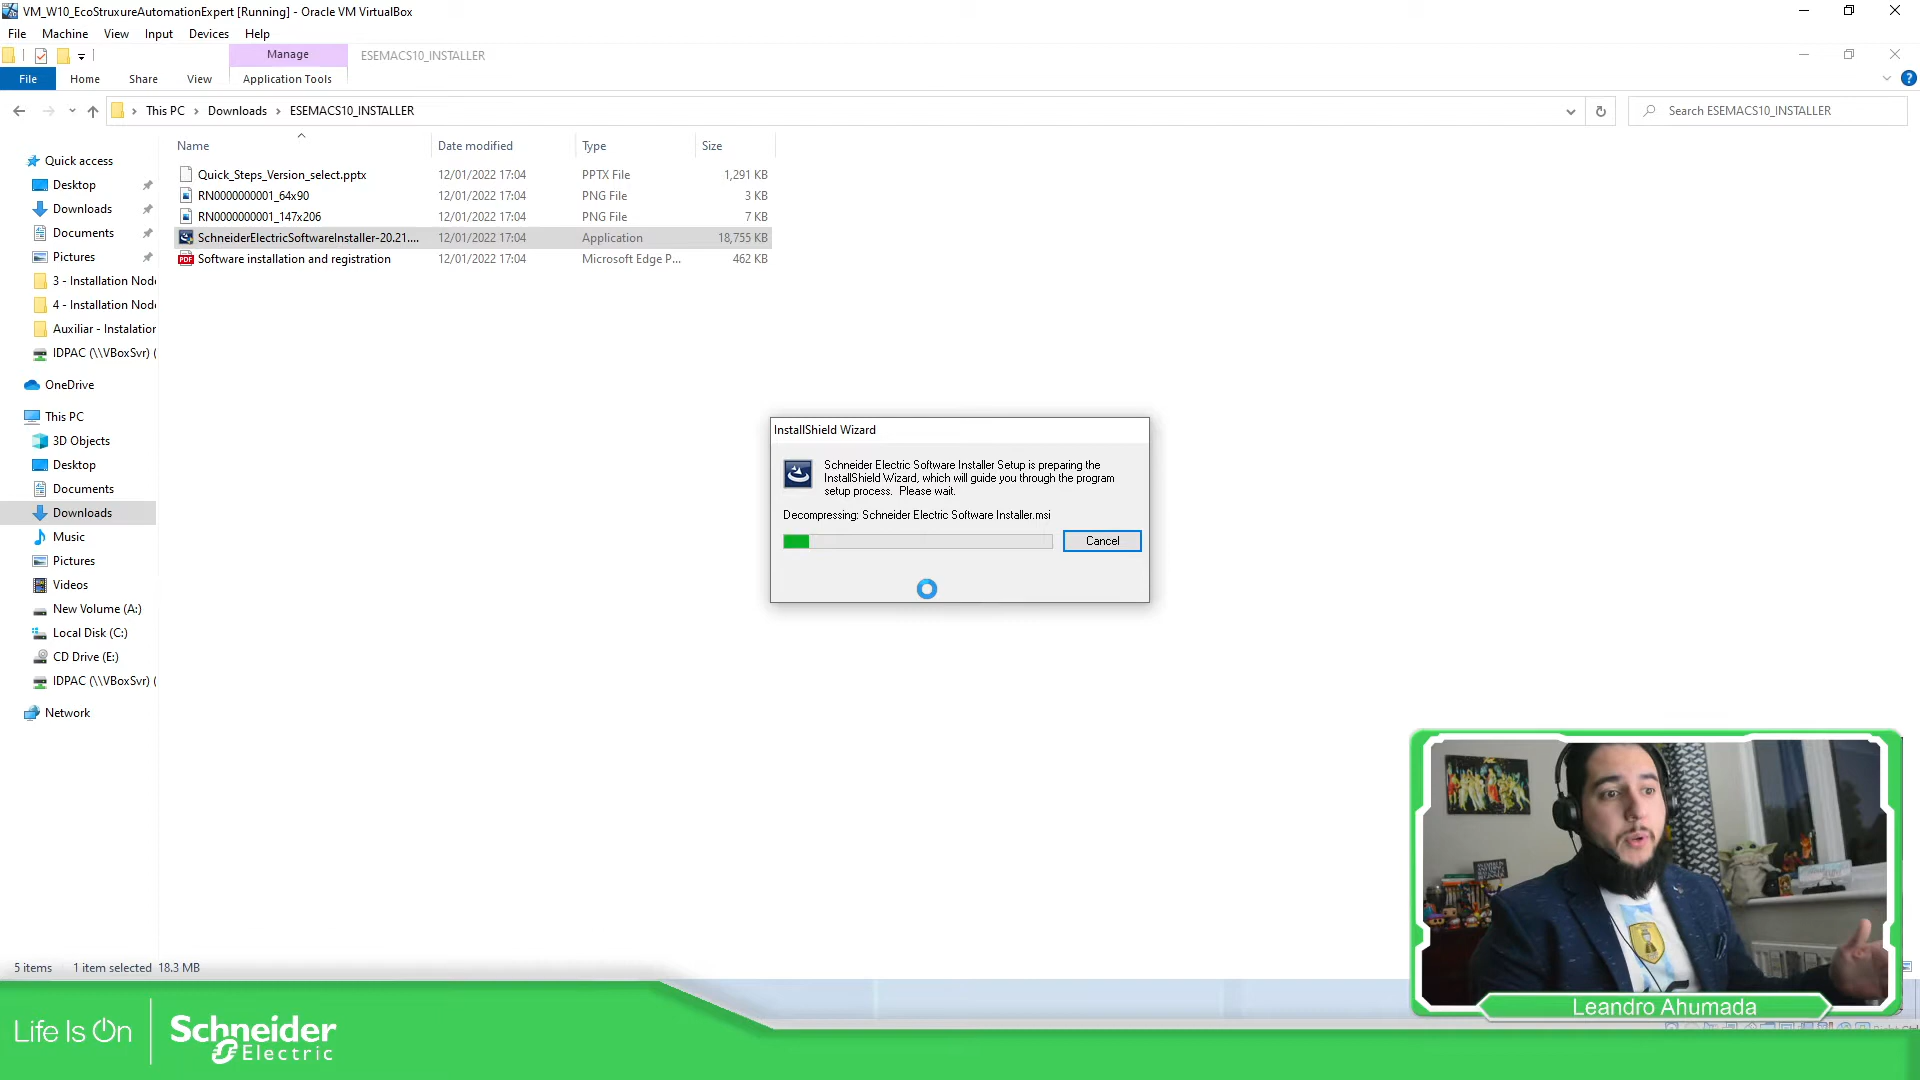 VM_W10_EcoStruxureAutomationExpert [Running] - Oracle VM VirtualBox
File Machine View Input Devices Help
Manage ESEMACS10_INSTALLER
File Home Share View Application Tools
This PC Downloads ESEMACS10_INSTALLER Search ESEMACS10_INSTALLER
Name Date modified Type Size
Quick_Steps_Version_select.pptx 12/01/2022 17:04 PPTX File 1,291 KB
RN0000000001_64x90 12/01/2022 17:04 PNG File 3 KB
RN0000000001_147x206 12/01/2022 17:04 PNG File 7 KB
SchneiderElectricSoftwareInstaller-20.21.... 12/01/2022 17:04 Application 18,755 KB
PDF Software installation and registration 12/01/2022 17:04 Microsoft Edge P... 462 KB
Quick access
Desktop
Downloads
Documents
Pictures
3 - Installation Node
4 - Installation Node
Auxiliar - Instalation
IDPAC (\\VBoxSvr) (
OneDrive
This PC
3D Objects
Desktop
Documents
Downloads
Music
Pictures
Videos
New Volume (A:)
Local Disk (C:)
CD Drive (E:)
IDPAC (\\VBoxSvr) (
Network
InstallShield Wizard
Schneider Electric Software Installer Setup is preparing the
InstallShield Wizard, which will guide you through the program
setup process. Please wait.
Decompressing: Schneider Electric Software Installer.msi
Cancel
5 items 1 item selected 18.3 MB
Leandro Ahumada
Life Is On
Schneider
Electric